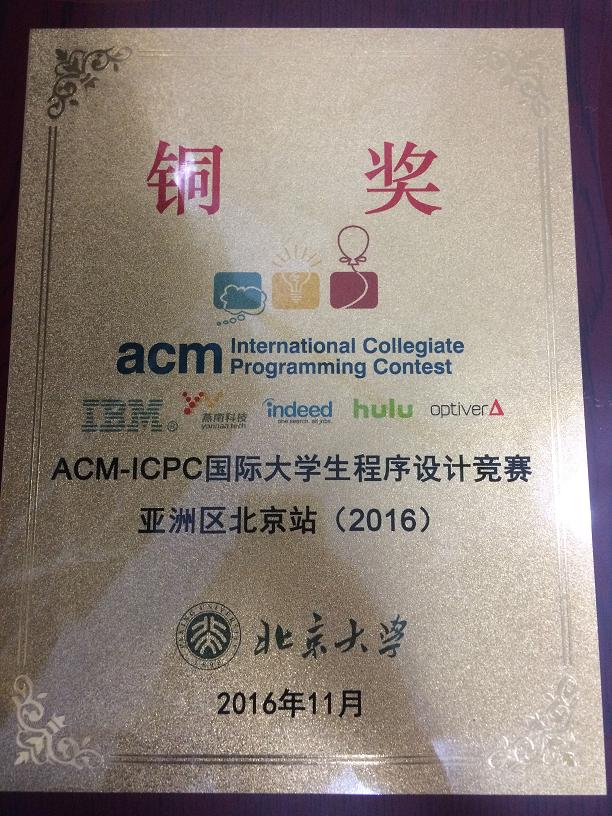 铜 奖
acm International Collegiate Programming Contest
IBM® 燕南科技 yannan tech indeed one search. all jobs. hulu optiver
ACM-ICPC国际大学生程序设计竞赛
亚洲区北京站（2016）
北京大学
2016年11月